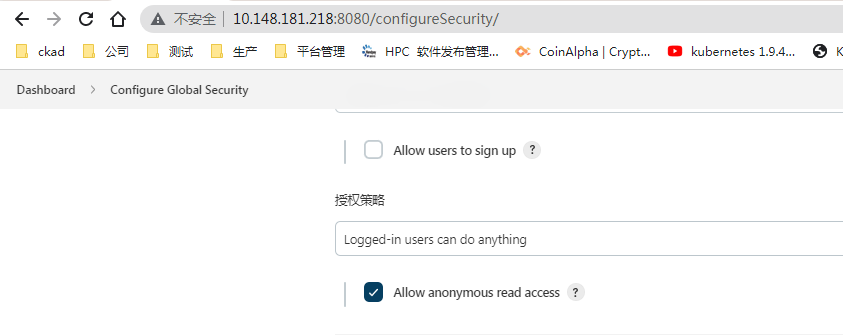 不安全 10.148.181.218:8080/configureSecurity/
ckad 公司 测试 生产 平台管理 HPC 软件发布管理... CoinAlpha | Crypt... kubernetes 1.9.4... K
Dashboard > Configure Global Security
Allow users to sign up ?
授权策略
Logged-in users can do anything
Allow anonymous read access ?